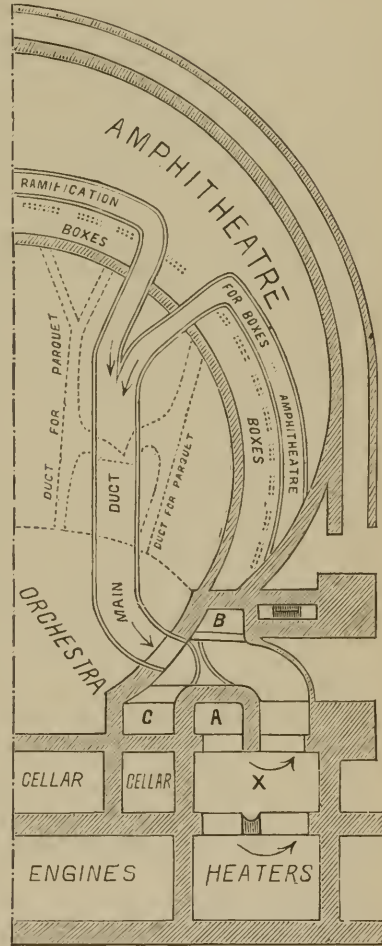 AMPHITHEATRE
RAMIFICATION
BOXES
FOR BOXES
AMPHITHEATRE
BOXES
DUCT FOR PARQUET
DUCT FOR PARQUET
MAIN DUCT
ORCHESTRA
B
C
A
CELLAR
CELLAR
X
ENGINES
HEATERS